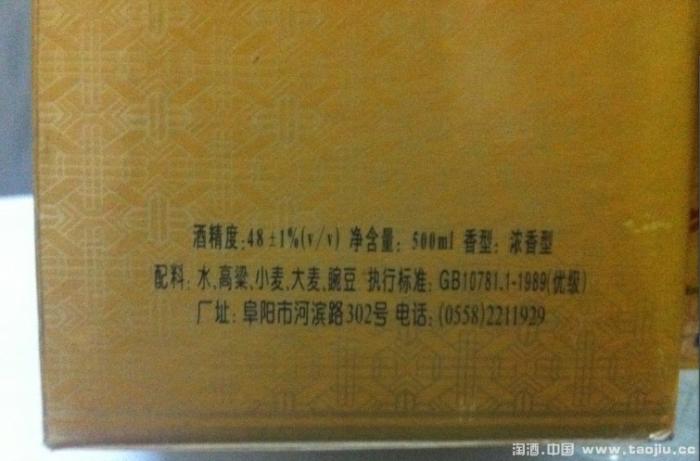 酒精度:48±1%(v/v) 净含量: 500ml 香型: 浓香型
配料: 水、高粱、小麦、大麦、豌豆 执行标准: GB10781.1-1989(优级)
厂址: 阜阳市河滨路302号 电话: (0558)2211929
淘酒.中国 www.taojiu.cc